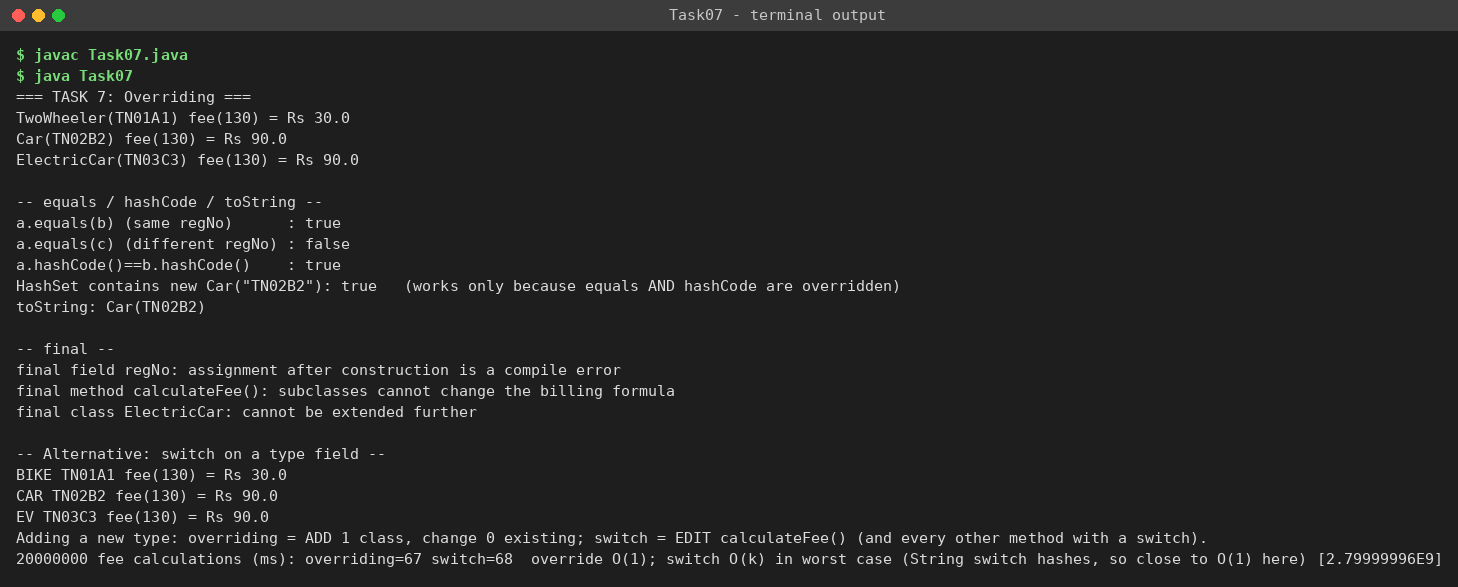 Task07 - terminal output
$ javac Task07.java
$ java Task07
=== TASK 7: Overriding ===
TwoWheeler(TN01A1) fee(130) = Rs 30.0
Car(TN02B2) fee(130) = Rs 90.0
ElectricCar(TN03C3) fee(130) = Rs 90.0

-- equals / hashCode / toString --
a.equals(b) (same regNo)      : true
a.equals(c) (different regNo) : false
a.hashCode()==b.hashCode()    : true
HashSet contains new Car("TN02B2"): true   (works only because equals AND hashCode are overridden)
toString: Car(TN02B2)

-- final --
final field regNo: assignment after construction is a compile error
final method calculateFee(): subclasses cannot change the billing formula
final class ElectricCar: cannot be extended further

-- Alternative: switch on a type field --
BIKE TN01A1 fee(130) = Rs 30.0
CAR TN02B2 fee(130) = Rs 90.0
EV TN03C3 fee(130) = Rs 90.0
Adding a new type: overriding = ADD 1 class, change 0 existing; switch = EDIT calculateFee() (and every other method with a switch).
20000000 fee calculations (ms): overriding=67 switch=68  override O(1); switch O(k) in worst case (String switch hashes, so close to O(1) here) [2.79999996E9]